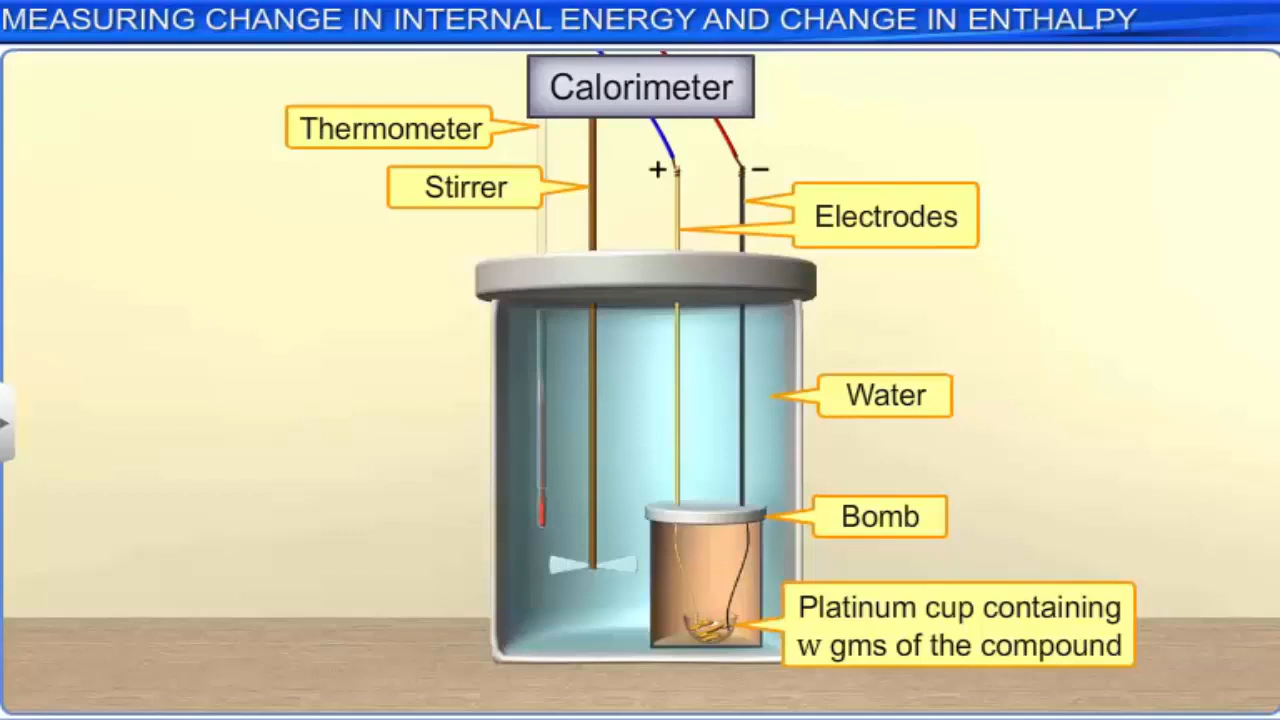 MEASURING CHANGE IN INTERNAL ENERGY AND CHANGE IN ENTHALPY
Calorimeter
Thermometer
+
−
Stirrer
Electrodes
Water
Bomb
Platinum cup containing
w gms of the compound